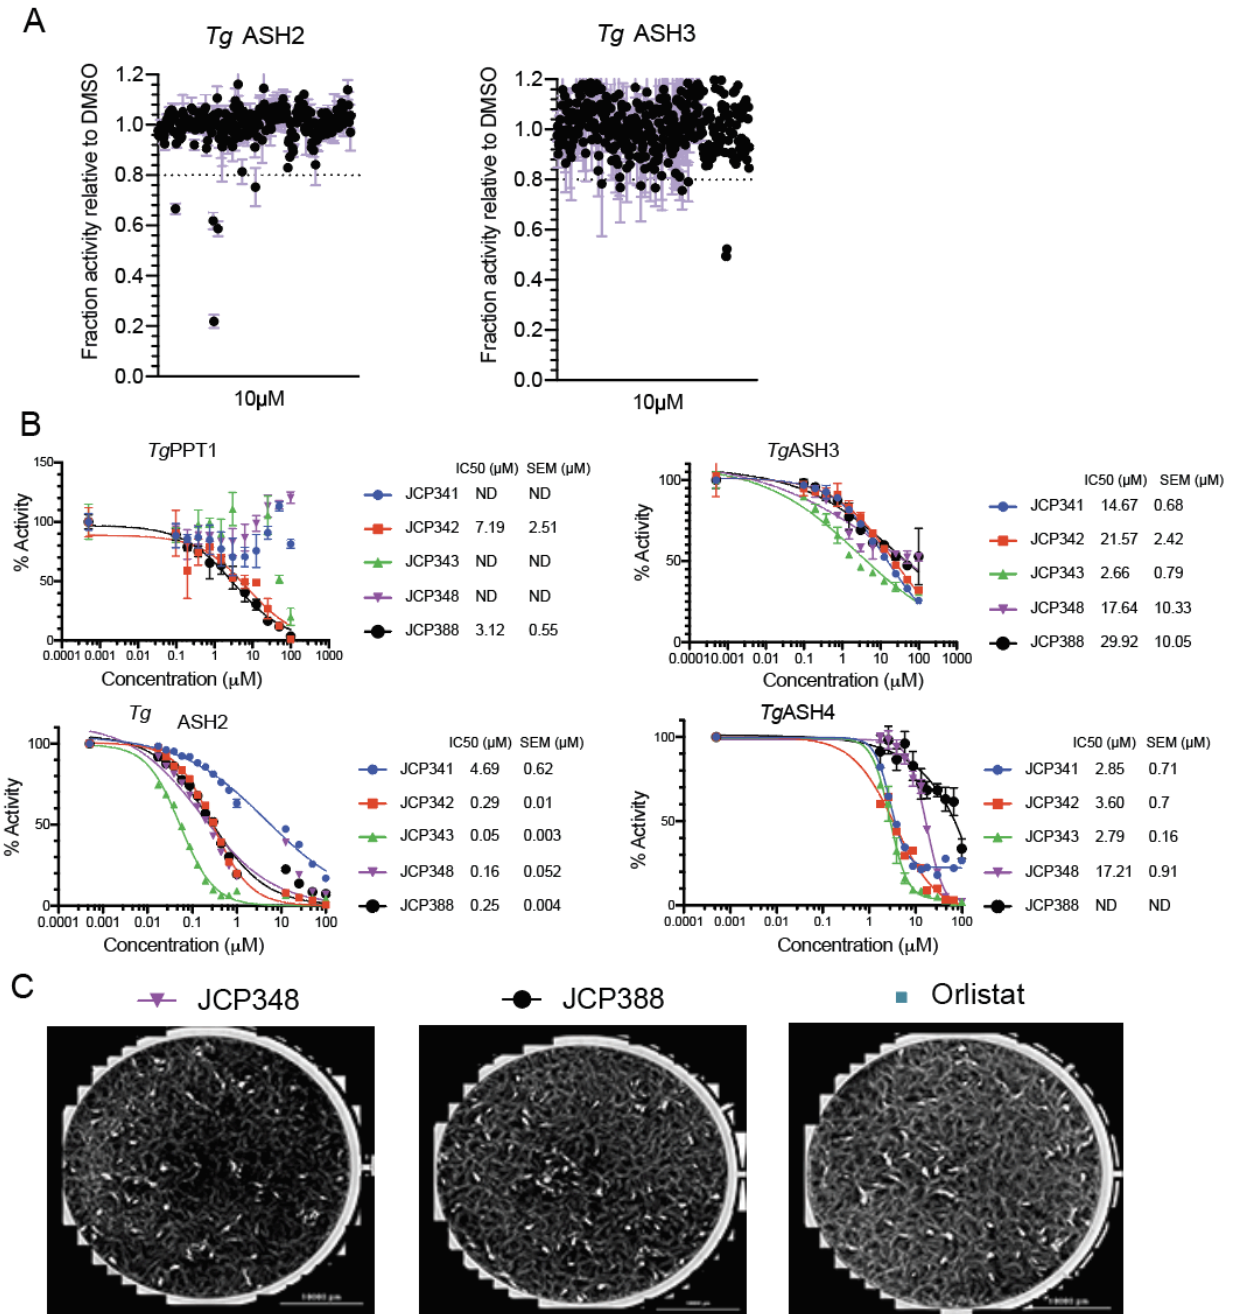 A
Tg ASH2
Tg ASH3
Fraction activity relative to DMSO
1.2
1.0
0.8
0.6
0.4
0.2
0.0
10µM
Fraction activity relative to DMSO
1.2
1.0
0.8
0.6
0.4
0.2
0.0
10µM
B
TgPPT1
% Activity
150
100
50
0
0.0001 0.001 0.01 0.1 1 10 100 1000
Concentration (µM)
IC50 (µM) SEM (µM)
JCP341 ND ND
JCP342 7.19 2.51
JCP343 ND ND
JCP348 ND ND
JCP388 3.12 0.55
TgASH3
% Activity
100
50
0
0.0001 0.001 0.01 0.1 1 10 100 1000
Concentration (µM)
IC50 (µM) SEM (µM)
JCP341 14.67 0.68
JCP342 21.57 2.42
JCP343 2.66 0.79
JCP348 17.64 10.33
JCP388 29.92 10.05
Tg ASH2
% Activity
100
50
0
0.0001 0.001 0.01 0.1 1 10 100
Concentration (µM)
IC50 (µM) SEM (µM)
JCP341 4.69 0.62
JCP342 0.29 0.01
JCP343 0.05 0.003
JCP348 0.16 0.052
JCP388 0.25 0.004
TgASH4
% Activity
100
50
0
0.0001 0.001 0.01 0.1 1 10 100
Concentration (µM)
IC50 (µM) SEM (µM)
JCP341 2.85 0.71
JCP342 3.60 0.7
JCP343 2.79 0.16
JCP348 17.21 0.91
JCP388 ND ND
C
JCP348
JCP388
Orlistat